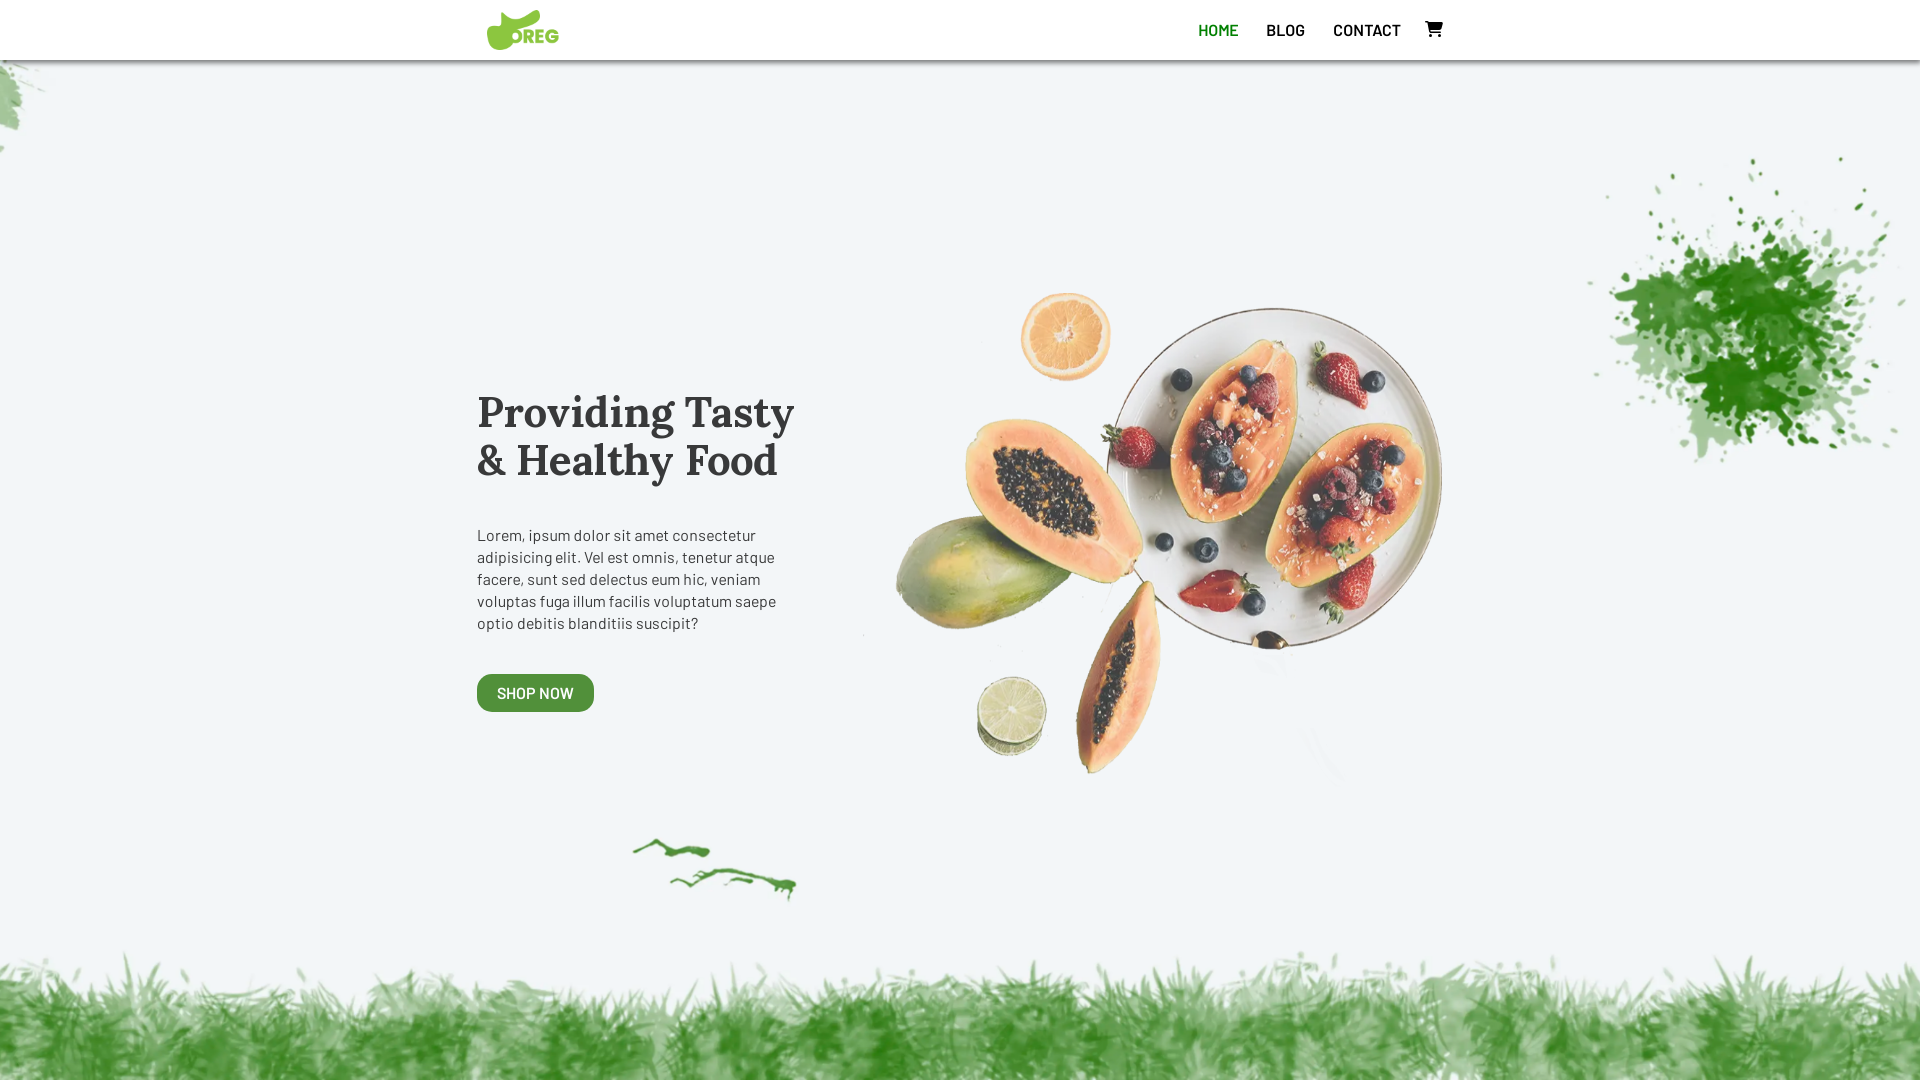 OREG
HOME BLOG CONTACT
Providing Tasty
& Healthy Food
Lorem, ipsum dolor sit amet consectetur
adipisicing elit. Vel est omnis, tenetur atque
facere, sunt sed delectus eum hic, veniam
voluptas fuga illum facilis voluptatum saepe
optio debitis blanditiis suscipit?
SHOP NOW